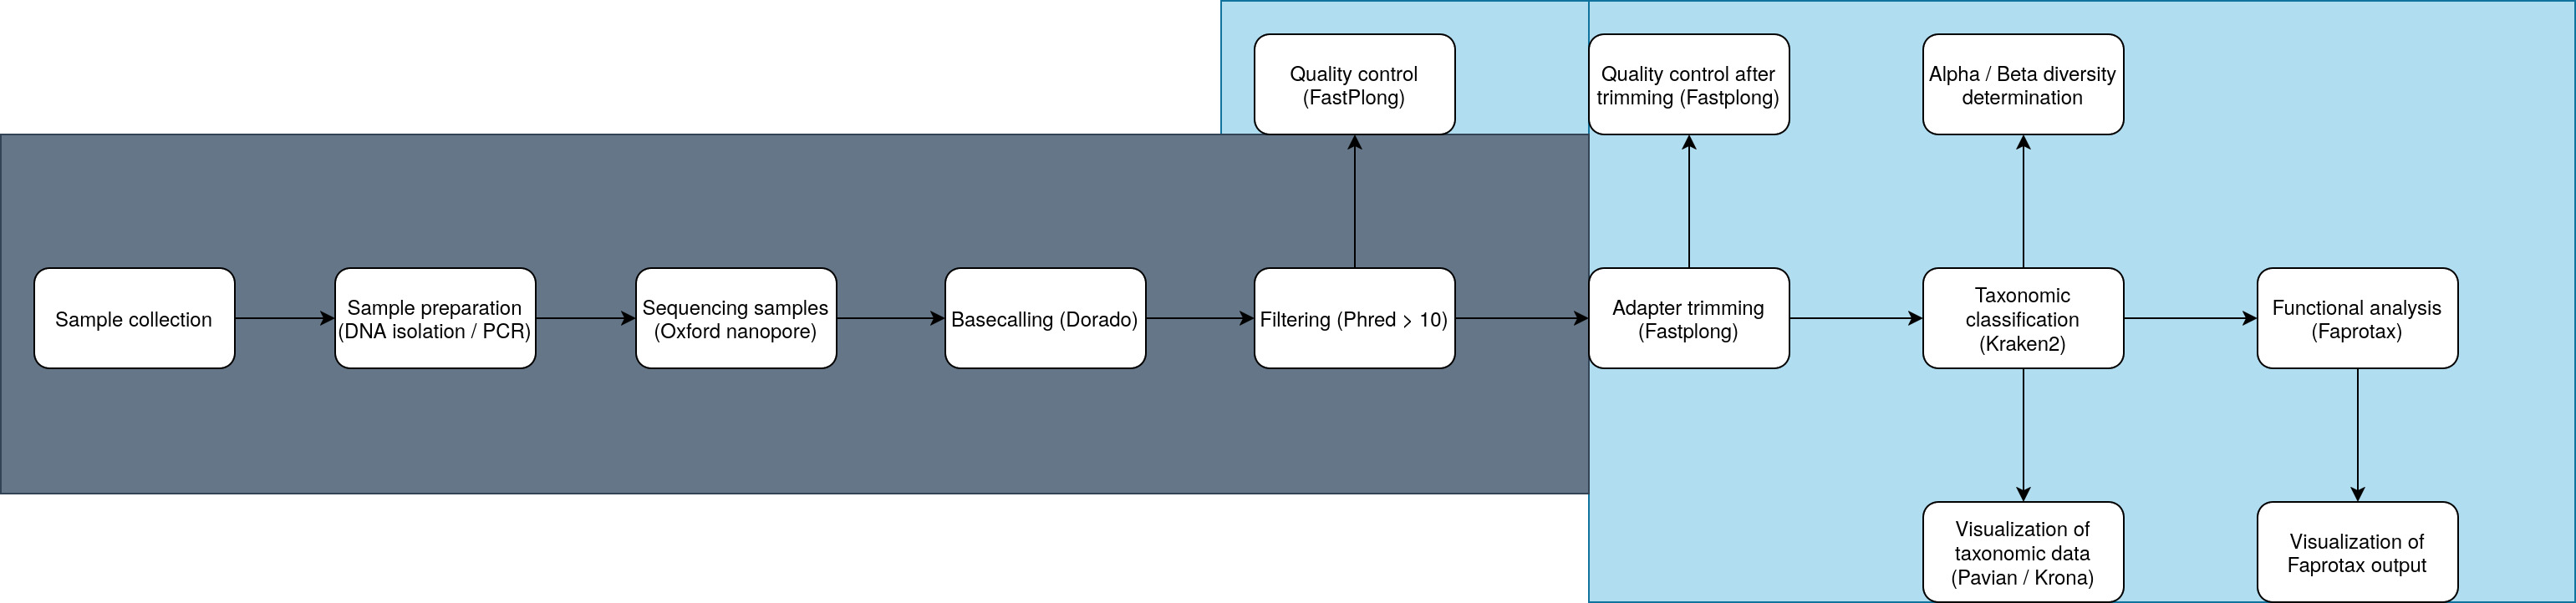 Quality control
(FastPlong)
Quality control after
trimming (Fastplong)
Alpha / Beta diversity
determination
Sample collection
Sample preparation
(DNA isolation / PCR)
Sequencing samples
(Oxford nanopore)
Basecalling (Dorado)
Filtering (Phred > 10)
Adapter trimming
(Fastplong)
Taxonomic
classification
(Kraken2)
Functional analysis
(Faprotax)
Visualization of
taxonomic data
(Pavian / Krona)
Visualization of
Faprotax output